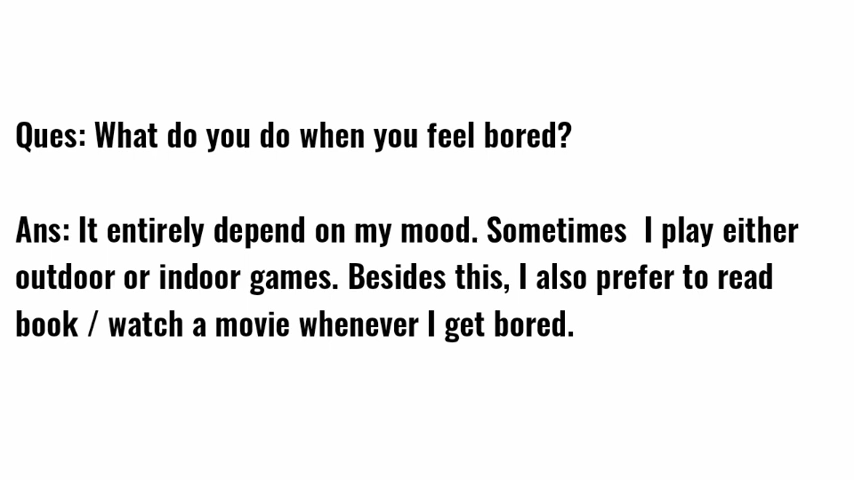 Ques: What do you do when you feel bored?
Ans: It entirely depend on my mood. Sometimes  I play either
outdoor or indoor games. Besides this, I also prefer to read
book / watch a movie whenever I get bored.